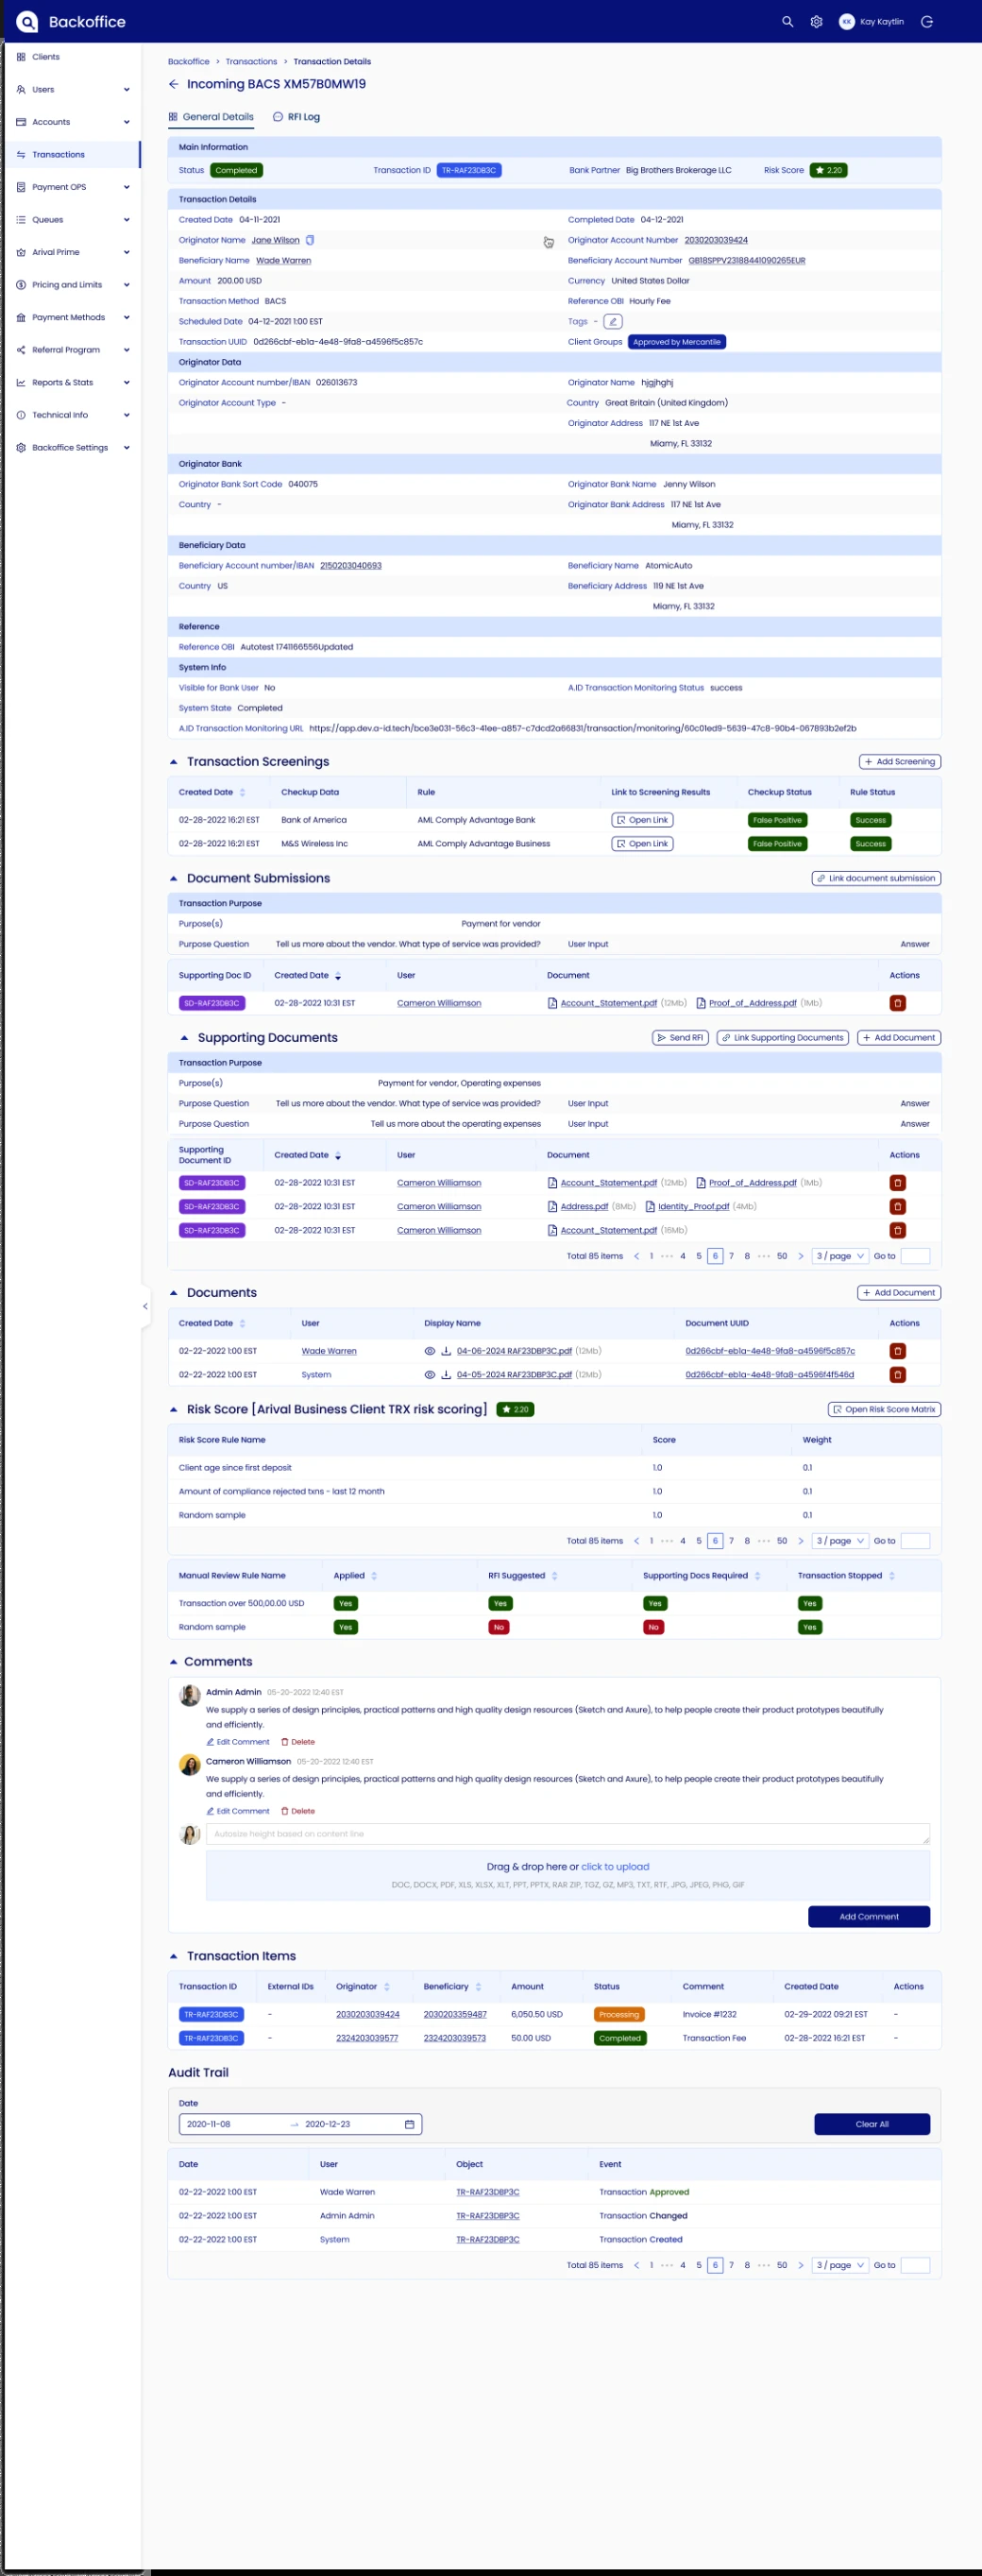 Backoffice
KK Kay Kaytlin
Clients
Users
Accounts
Transactions
Payment OPS
Queues
Arival Prime
Pricing and Limits
Payment Methods
Referral Program
Reports & Stats
Technical Info
Backoffice Settings
Backoffice > Transactions > Transaction Details
Incoming BACS XM57B0MW19
General Details RFI Log
Main Information
Status Completed Transaction ID TR-RAF23DB3C Bank Partner Big Brothers Brokerage LLC Risk Score 2.20
Transaction Details
Created Date 04-11-2021 Completed Date 04-12-2021
Originator Name Jane Wilson Originator Account Number 2030203039424
Beneficiary Name Wade Warren Beneficiary Account Number GB18SPPV23188441090265EUR
Amount 200.00 USD Currency United States Dollar
Transaction Method BACS Reference OBI Hourly Fee
Scheduled Date 04-12-2021 1:00 EST Tags -
Transaction UUID 0d266cbf-eb1a-4e48-9fa8-a4596f5c857c Client Groups Approved by Mercantile
Originator Data
Originator Account number/IBAN 026013673 Originator Name hjgjhghj
Originator Account Type - Country Great Britain (United Kingdom)
Originator Address 117 NE 1st Ave
Miamy, FL 33132
Originator Bank
Originator Bank Sort Code 040075 Originator Bank Name Jenny Wilson
Country - Originator Bank Address 117 NE 1st Ave
Miamy, FL 33132
Beneficiary Data
Beneficiary Account number/IBAN 2150203040693 Beneficiary Name AtomicAuto
Country US Beneficiary Address 119 NE 1st Ave
Miamy, FL 33132
Reference
Reference OBI Autotest 1741166556Updated
System Info
Visible for Bank User No A.ID Transaction Monitoring Status success
System State Completed
A.ID Transaction Monitoring URL https://app.dev.a-id.tech/bce3e031-56c3-41ee-a857-c7dcd2a66831/transaction/monitoring/60c01ed9-5639-47c8-90b4-067893b2ef2b
Transaction Screenings + Add Screening
Created Date Checkup Data Rule Link to Screening Results Checkup Status Rule Status
02-28-2022 16:21 EST Bank of America AML Comply Advantage Bank Open Link False Positive Success
02-28-2022 16:21 EST M&S Wireless Inc AML Comply Advantage Business Open Link False Positive Success
Document Submissions Link document submission
Transaction Purpose
Purpose(s) Payment for vendor
Purpose Question Tell us more about the vendor. What type of service was provided? User Input Answer
Supporting Doc ID Created Date User Document Actions
SD-RAF23DB3C 02-28-2022 10:31 EST Cameron Williamson Account_Statement.pdf (12Mb) Proof_of_Address.pdf (1Mb)
Supporting Documents Send RFI Link Supporting Documents + Add Document
Transaction Purpose
Purpose(s) Payment for vendor, Operating expenses
Purpose Question Tell us more about the vendor. What type of service was provided? User Input Answer
Purpose Question Tell us more about the operating expenses User Input Answer
Supporting Document ID Created Date User Document Actions
SD-RAF23DB3C 02-28-2022 10:31 EST Cameron Williamson Account_Statement.pdf (12Mb) Proof_of_Address.pdf (1Mb)
SD-RAF23DB3C 02-28-2022 10:31 EST Cameron Williamson Address.pdf (8Mb) Identity_Proof.pdf (4Mb)
SD-RAF23DB3C 02-28-2022 10:31 EST Cameron Williamson Account_Statement.pdf (16Mb)
Total 85 items < 1 ••• 4 5 6 7 8 ••• 50 > 3 / page Go to
Documents + Add Document
Created Date User Display Name Document UUID Actions
02-22-2022 1:00 EST Wade Warren 04-06-2024 RAF23DBP3C.pdf (12Mb) 0d266cbf-eb1a-4e48-9fa8-a4596f5c857c
02-22-2022 1:00 EST System 04-05-2024 RAF23DBP3C.pdf (12Mb) 0d266cbf-eb1a-4e48-9fa8-a4596f4f546d
Risk Score [Arival Business Client TRX risk scoring] 2.20 Open Risk Score Matrix
Risk Score Rule Name Score Weight
Client age since first deposit 1.0 0.1
Amount of compliance rejected txns - last 12 month 1.0 0.1
Random sample 1.0 0.1
Total 85 items < 1 ••• 4 5 6 7 8 ••• 50 > 3 / page Go to
Manual Review Rule Name Applied RFI Suggested Supporting Docs Required Transaction Stopped
Transaction over 500,00.00 USD Yes Yes Yes Yes
Random sample Yes No No Yes
Comments
Admin Admin 05-20-2022 12:40 EST
We supply a series of design principles, practical patterns and high quality design resources (Sketch and Axure), to help people create their product prototypes beautifully
and efficiently.
Edit Comment Delete
Cameron Williamson 05-20-2022 12:40 EST
We supply a series of design principles, practical patterns and high quality design resources (Sketch and Axure), to help people create their product prototypes beautifully
and efficiently.
Edit Comment Delete
Autosize height based on content line
Drag & drop here or click to upload
DOC, DOCX, PDF, XLS, XLSX, XLT, PPT, PPTX, RAR ZIP, TGZ, GZ, MP3, TXT, RTF, JPG, JPEG, PHG, GIF
Add Comment
Transaction Items
Transaction ID External IDs Originator Beneficiary Amount Status Comment Created Date Actions
TR-RAF23DB3C - 2030203039424 2030203359487 6,050.50 USD Processing Invoice #1232 02-29-2022 09:21 EST -
TR-RAF23DB3C - 2324203039577 2324203039573 50.00 USD Completed Transaction Fee 02-28-2022 16:21 EST -
Audit Trail
Date
2020-11-08 → 2020-12-23 Clear All
Date User Object Event
02-22-2022 1:00 EST Wade Warren TR-RAF23DBP3C Transaction Approved
02-22-2022 1:00 EST Admin Admin TR-RAF23DBP3C Transaction Changed
02-22-2022 1:00 EST System TR-RAF23DBP3C Transaction Created
Total 85 items < 1 ••• 4 5 6 7 8 ••• 50 > 3 / page Go to